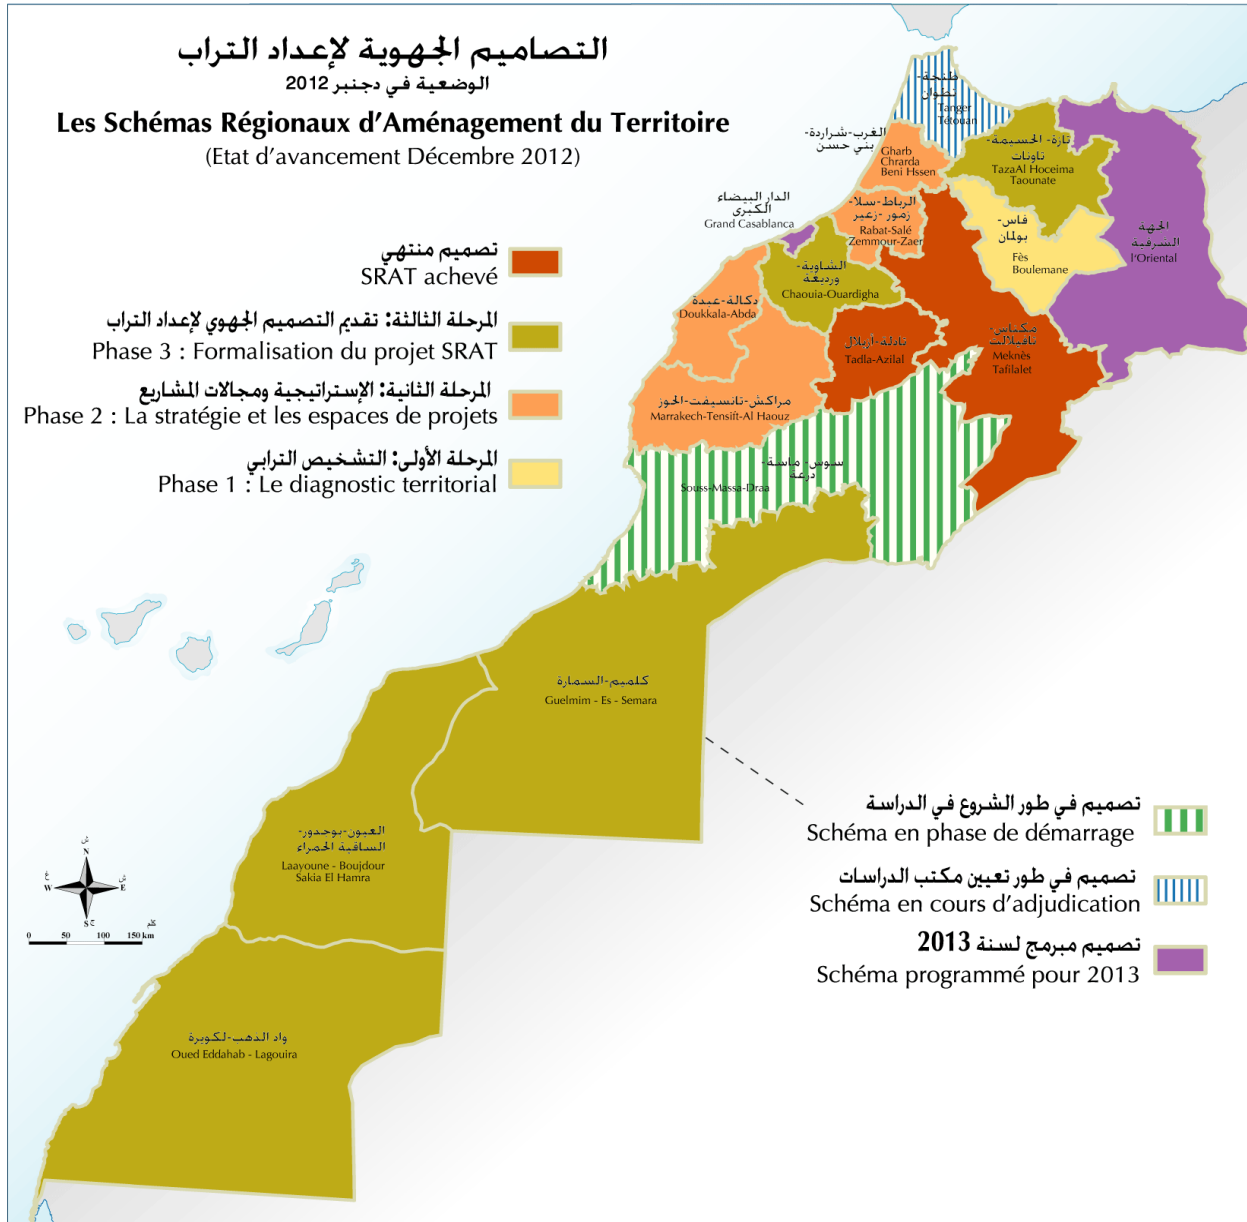 التصاميم الجهوية لإعداد التراب
الوضعية في دجنبر 2012
Les Schémas Régionaux d’Aménagement du Territoire
(Etat d’avancement Décembre 2012)
تصميم منتهي
SRAT achevé
المرحلة الثالثة: تقديم التصميم الجهوي لإعداد التراب
Phase 3 : Formalisation du projet SRAT
المرحلة الثانية: الإستراتيجية ومجالات المشاريع
Phase 2 : La stratégie et les espaces de projets
المرحلة الأولى: التشخيص الترابي
Phase 1 : Le diagnostic territorial
طنجة-
تطوان
Tanger
Tétouan
الغرب-شراردة-
بني حسن
Gharb
Chrarda
Beni Hssen
تازة- الحسيمة-
تاونات
TazaAl Hoceima
Taounate
الدار البيضاء
الكبرى
Grand Casablanca
الرباط-سلا-
زمور -زعير
Rabat-Salé
Zemmour-Zaer
فاس-
بولمان
Fès
Boulemane
الجهة
الشرقية
l’Oriental
الشاوية-
ورديغة
Chaouia-Ouardigha
دكالة-عبدة
Doukkala-Abda
تادلة-أزيلال
Tadla-Azilal
مكناس-
تافيلالت
Meknès
Tafilalet
مراكش-تانسيفت-الحوز
Marrakech-Tensift-Al Haouz
سوس- ماسة-
درعة
Souss-Massa-Draa
كلميم-السمارة
Guelmim - Es - Semara
العيون-بوجدور-
الساقية الحمراء
Laayoune - Boujdour
Sakia El Hamra
واد الدهب-لكويرة
Oued Eddahab - Lagouira
تصميم في طور الشروع في الدراسة
Schéma en phase de démarrage
تصميم في طور تعيين مكتب الدراسات
Schéma en cours d’adjudication
تصميم مبرمج لسنة 2013
Schéma programmé pour 2013
ش
N
غ
W
ش
E
S ج
كلم
0 50 100 150 km